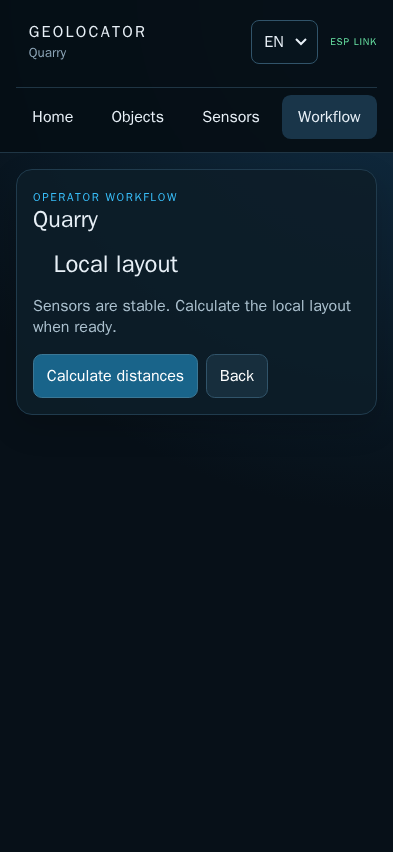 GEOLOCATOR
Quarry
EN
ESP LINK
Home
Objects
Sensors
Workflow
OPERATOR WORKFLOW
Quarry
Local layout
Sensors are stable. Calculate the local layout
when ready.
Calculate distances
Back